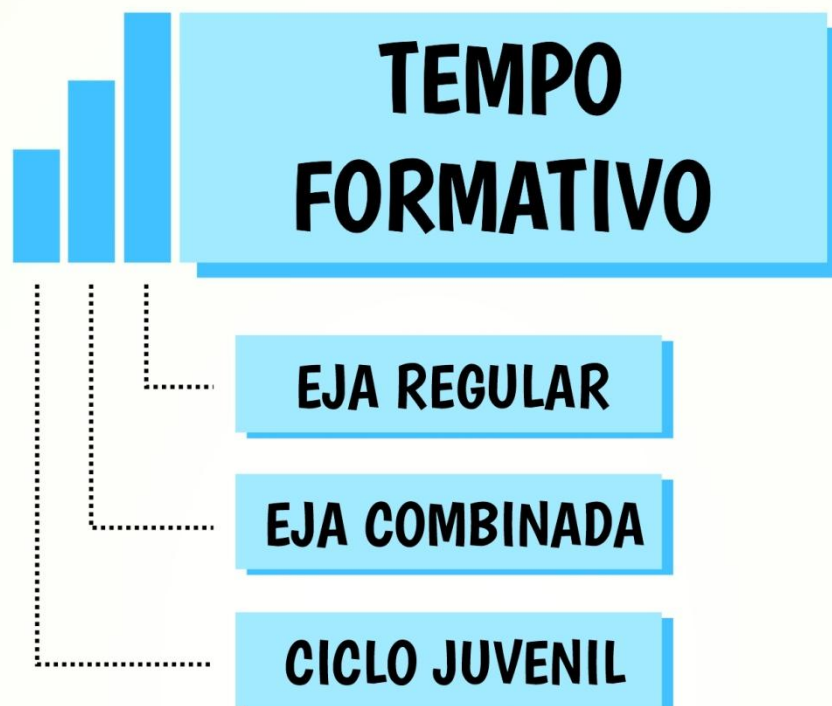 TEMPO
FORMATIVO
EJA REGULAR
EJA COMBINADA
CICLO JUVENIL